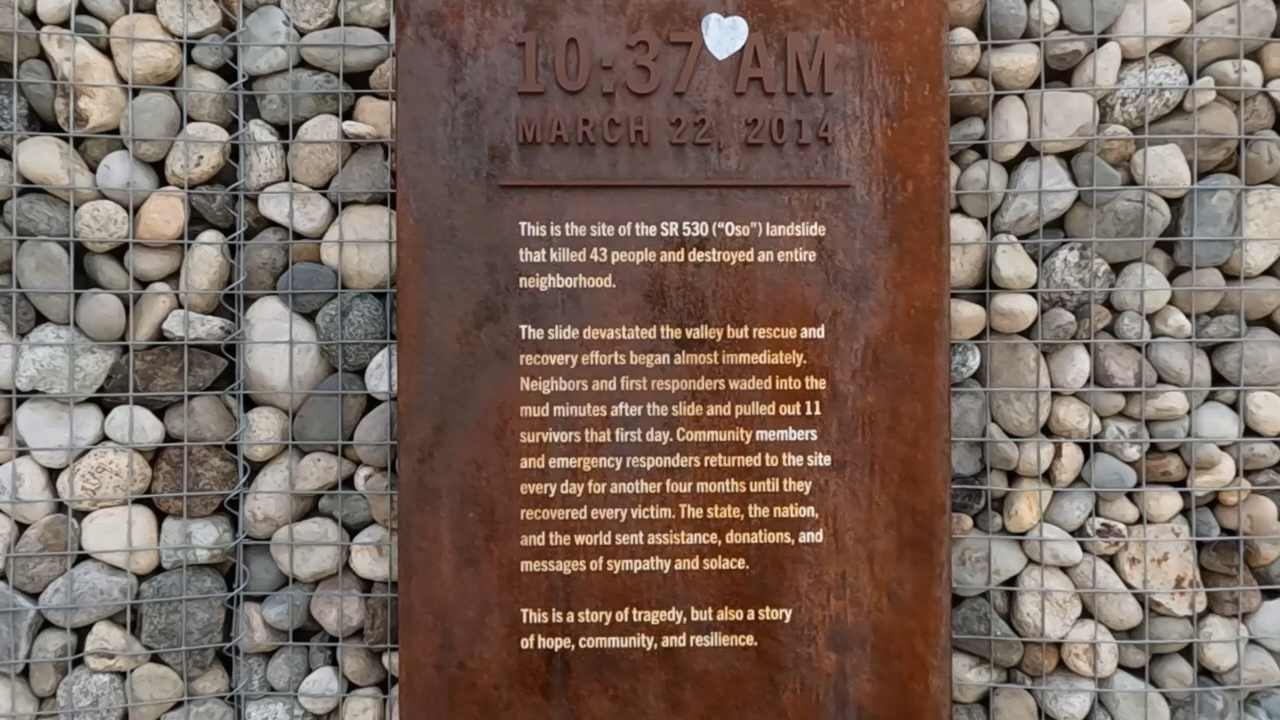 10:37 AM
MARCH 22, 2014
This is the site of the SR 530 (“Oso”) landslide
that killed 43 people and destroyed an entire
neighborhood.
The slide devastated the valley but rescue and
recovery efforts began almost immediately.
Neighbors and first responders waded into the
mud minutes after the slide and pulled out 11
survivors that first day. Community members
and emergency responders returned to the site
every day for another four months until they
recovered every victim. The state, the nation,
and the world sent assistance, donations, and
messages of sympathy and solace.
This is a story of tragedy, but also a story
of hope, community, and resilience.